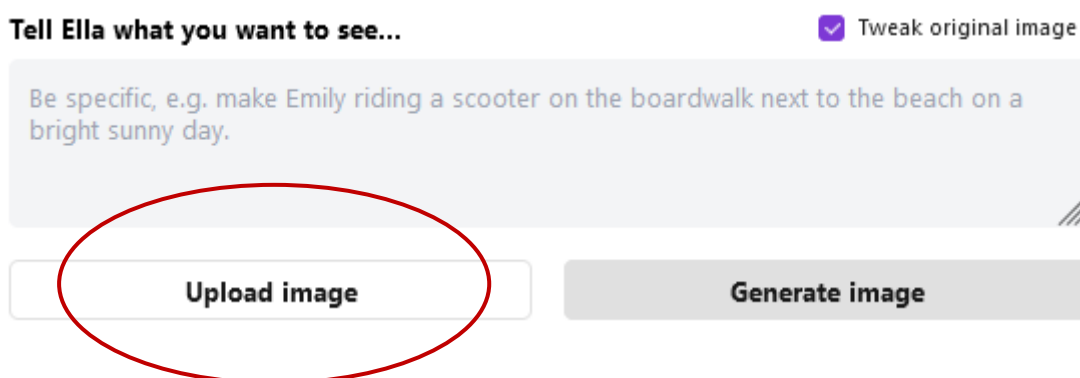 Tell Ella what you want to see...
Tweak original image
Be specific, e.g. make Emily riding a scooter on the boardwalk next to the beach on a
bright sunny day.
Upload image
Generate image